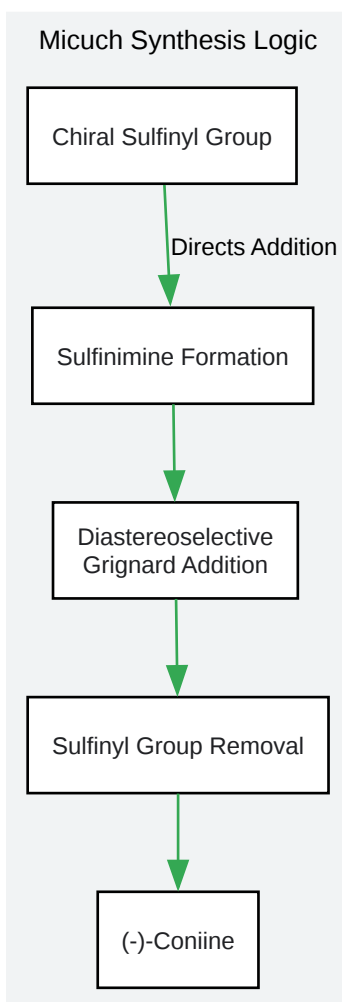 Micuch Synthesis Logic
Chiral Sulfinyl Group
Directs Addition
Sulfinimine Formation
Diastereoselective
Grignard Addition
Sulfinyl Group Removal
(-)-Coniine